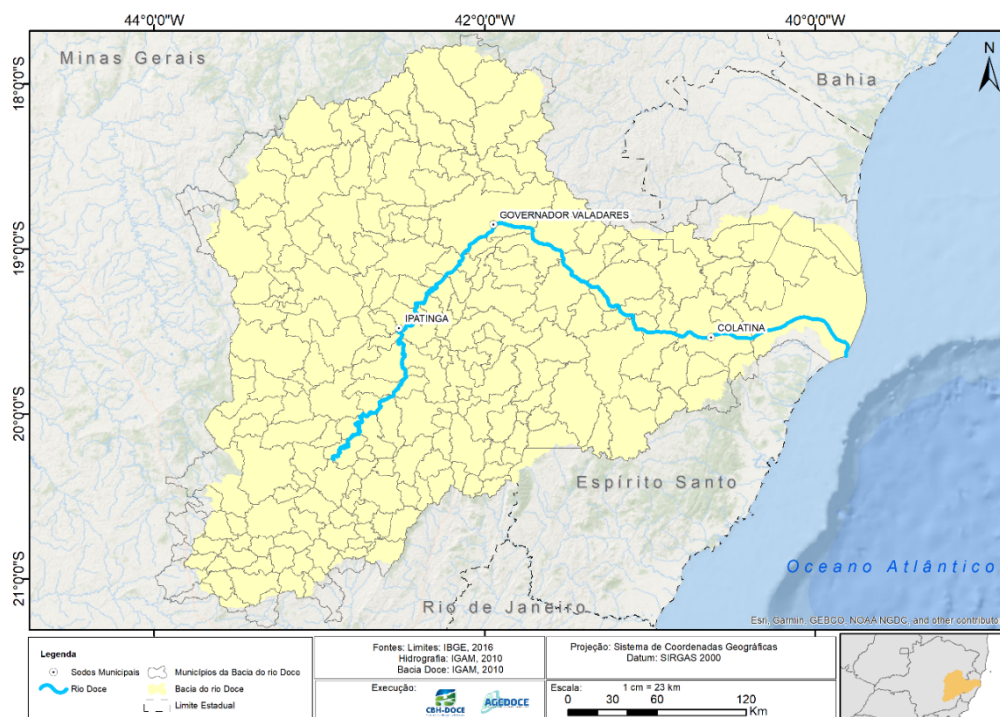 44°0'0"W
42°0'0"W
40°0'0"W
Minas Gerais
N
Bahia
18°0'0"S
GOVERNADOR VALADARES
19°0'0"S
IPATINGA
COLATINA
20°0'0"S
Espírito Santo
Oceano Atlântico
21°0'0"S
Rio de Janeiro
Esri, Garmin, GEBCO, NOAA NGDC, and other contributo
Legenda
Sedes Municipais
Municípios da Bacia do rio Doce
Rio Doce
Bacia do rio Doce
Limite Estadual
Fontes: Limites: IBGE, 2016
Hidrografia: IGAM, 2010
Bacia Doce: IGAM, 2010
Execução:
CBH-DOCE
AGEDOCE
Projeção: Sistema de Coordenadas Geográficas
Datum: SIRGAS 2000
Escala:
1 cm = 23 km
0 30 60 120
Km